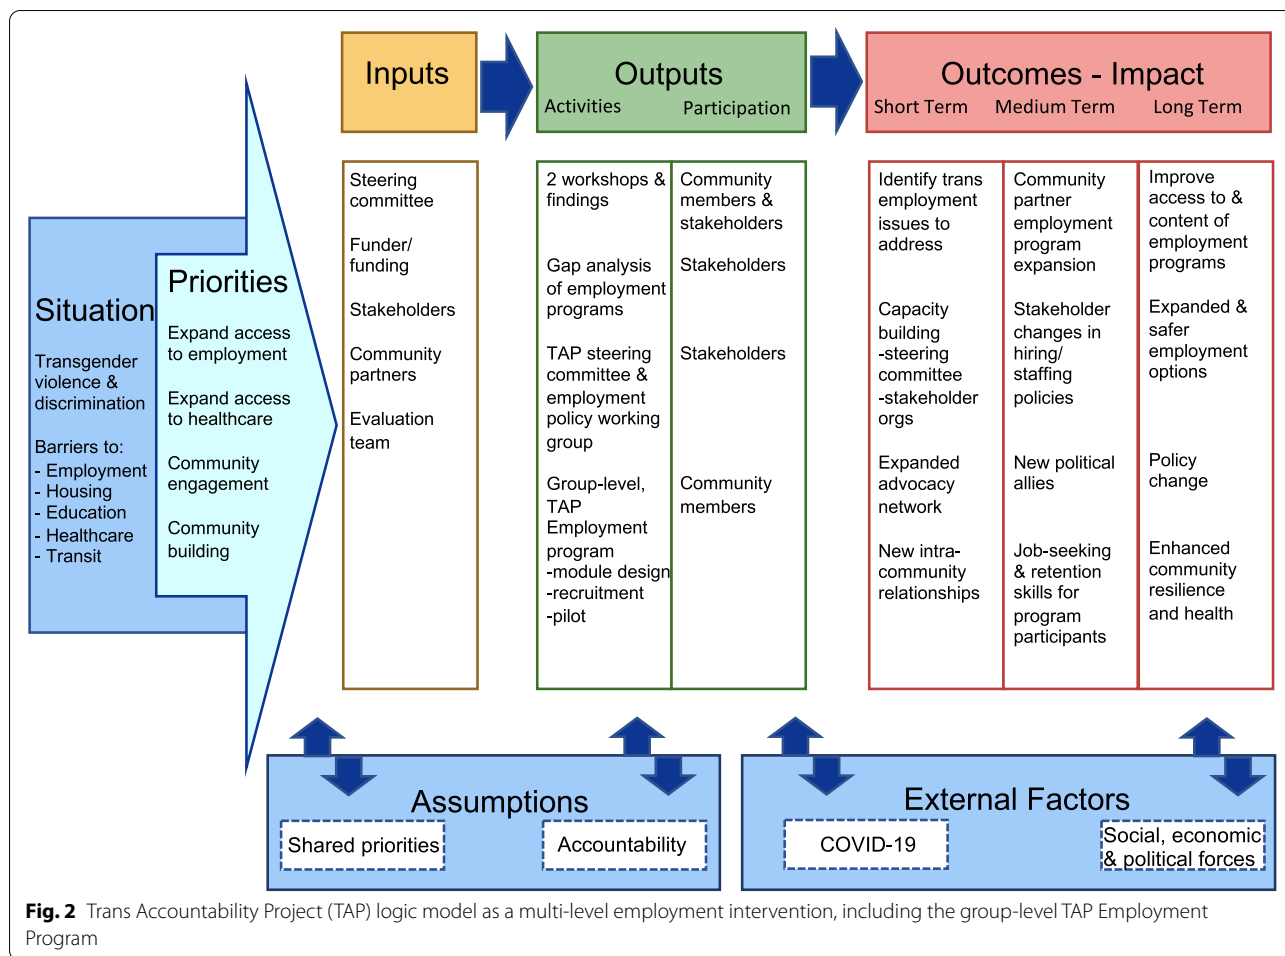 Inputs
Outputs
Activities
Participation
Outcomes - Impact
Short Term
Medium Term
Long Term
Situation
Transgender
violence &
discrimination
Barriers to:
- Employment
- Housing
- Education
- Healthcare
- Transit
Priorities
Expand access
to employment
Expand access
to healthcare
Community
engagement
Community
building
Steering
committee
Funder/
funding
Stakeholders
Community
partners
Evaluation
team
2 workshops &
findings
Gap analysis
of employment
programs
TAP steering
committee &
employment
policy working
group
Group-level,
TAP
Employment
program
-module design
-recruitment
-pilot
Community
members &
stakeholders
Stakeholders
Stakeholders
Community
members
Identify trans
employment
issues to
address
Capacity
building
-steering
committee
-stakeholder
orgs
Expanded
advocacy
network
New intra-
community
relationships
Community
partner
employment
program
expansion
Stakeholder
changes in
hiring/
staffing
policies
New political
allies
Job-seeking
& retention
skills for
program
participants
Improve
access to &
content of
employment
programs
Expanded &
safer
employment
options
Policy
change
Enhanced
community
resilience
and health
Assumptions
Shared priorities
Accountability
External Factors
COVID-19
Social, economic
& political forces
Fig. 2 Trans Accountability Project (TAP) logic model as a multi-level employment intervention, including the group-level TAP Employment
Program